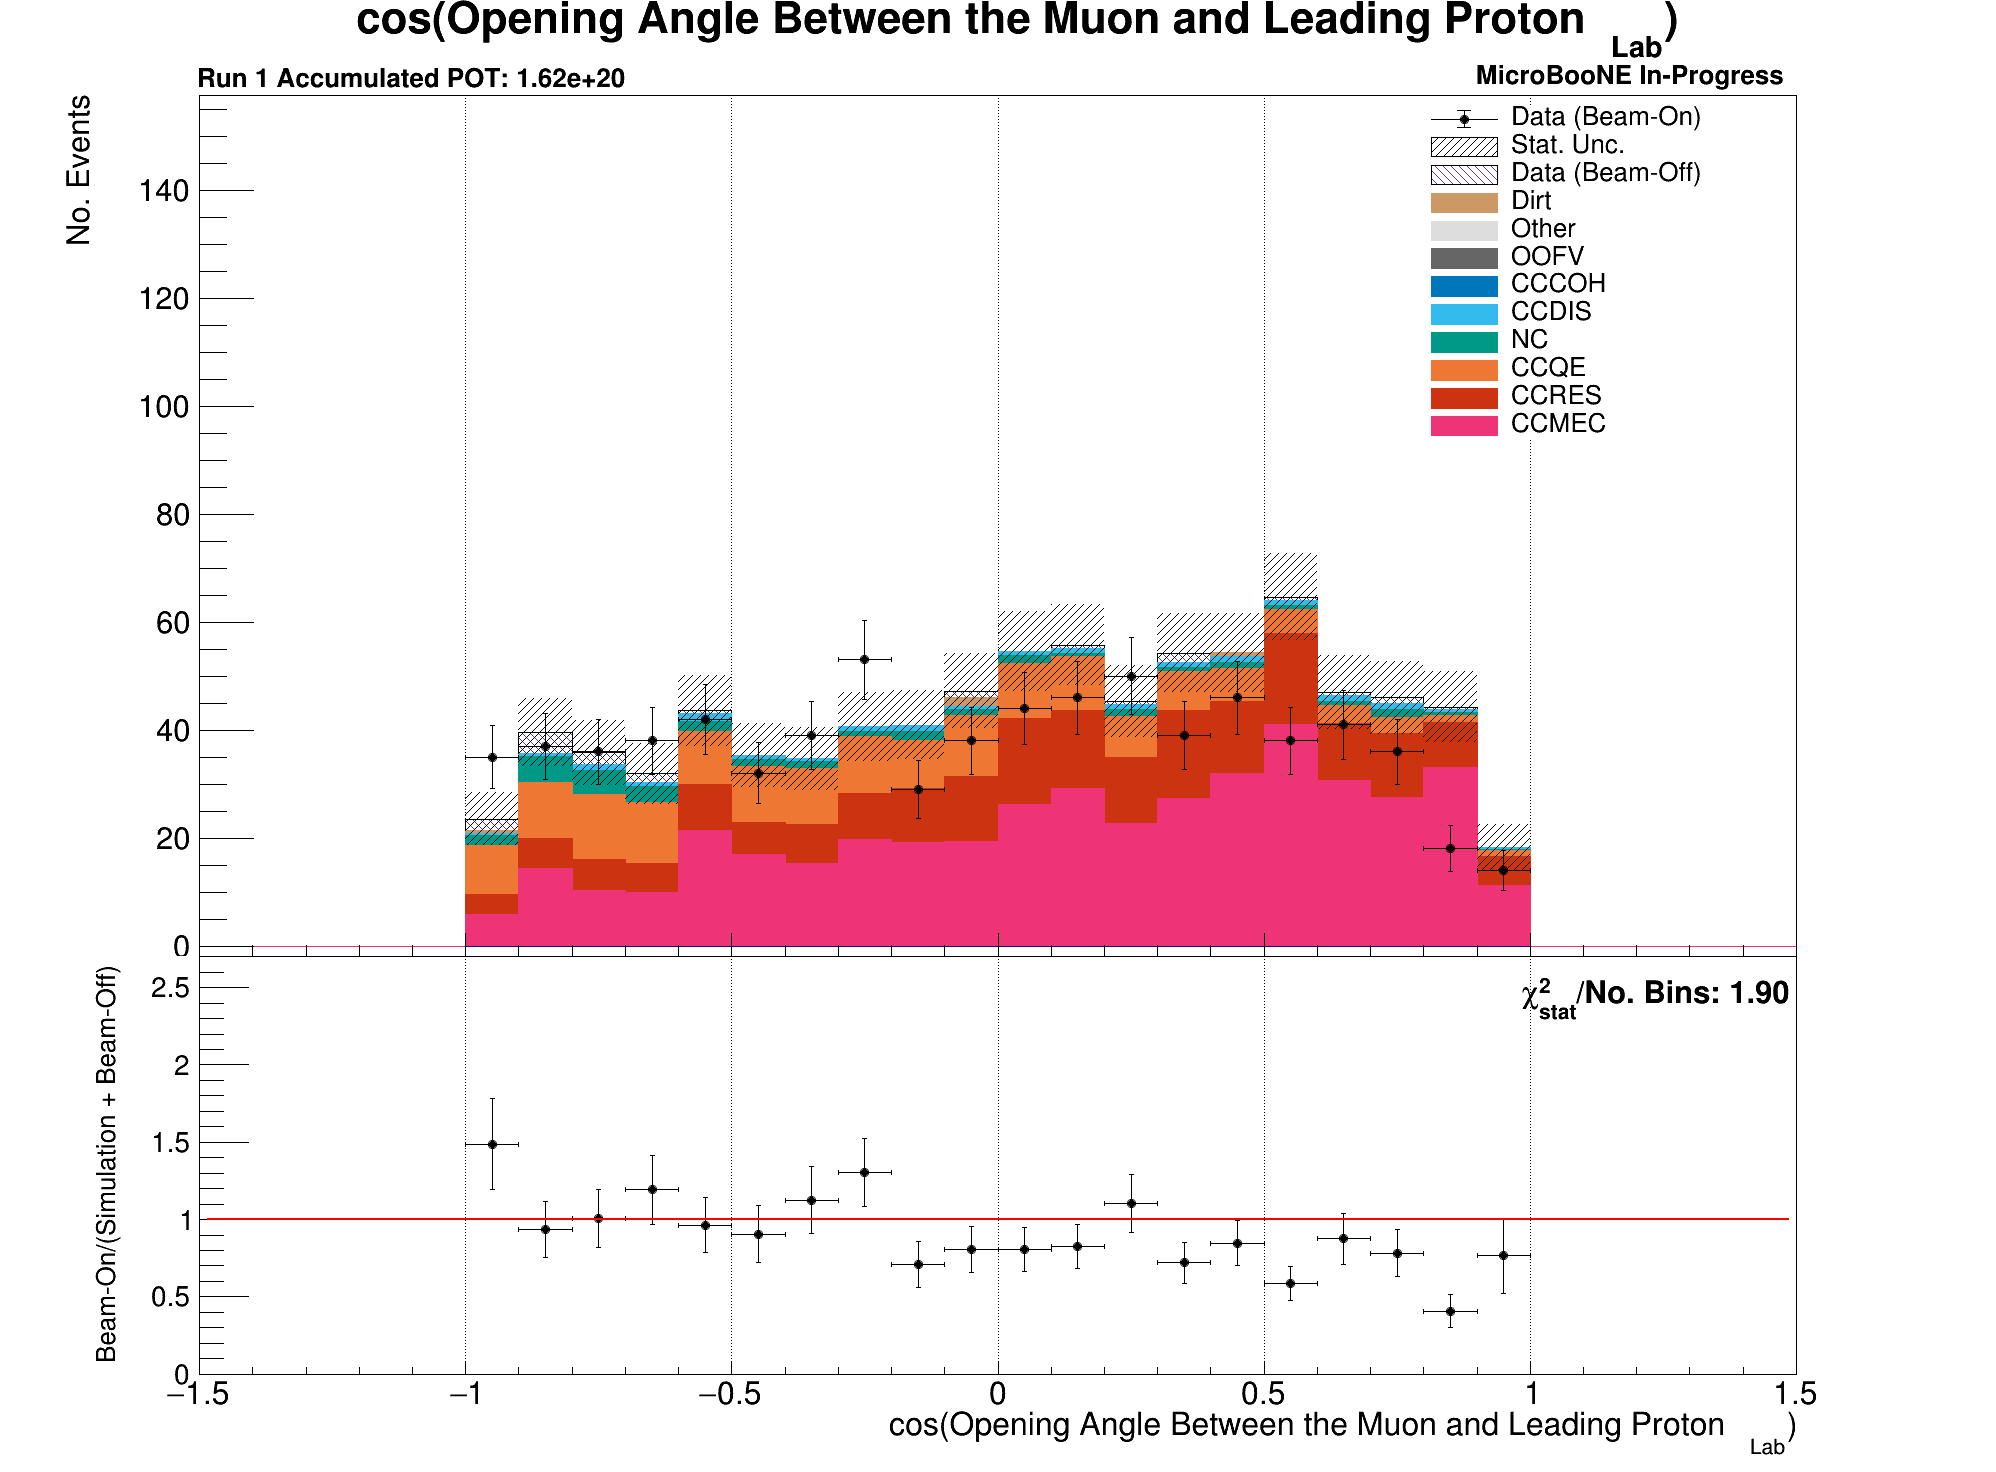 cos(Opening Angle Between the Muon and Leading Proton Lab)
Run 1 Accumulated POT: 1.62e+20
MicroBooNE In-Progress
No. Events
140
120
100
80
60
40
20
0
Data (Beam-On)
Stat. Unc.
Data (Beam-Off)
Dirt
Other
OOFV
CCCOH
CCDIS
NC
CCQE
CCRES
CCMEC
Beam-On/(Simulation + Beam-Off)
2.5
2
1.5
1
0.5
0
χ²stat/No. Bins: 1.90
−1.5 −1 −0.5 0 0.5 1 1.5
cos(Opening Angle Between the Muon and Leading Proton Lab)